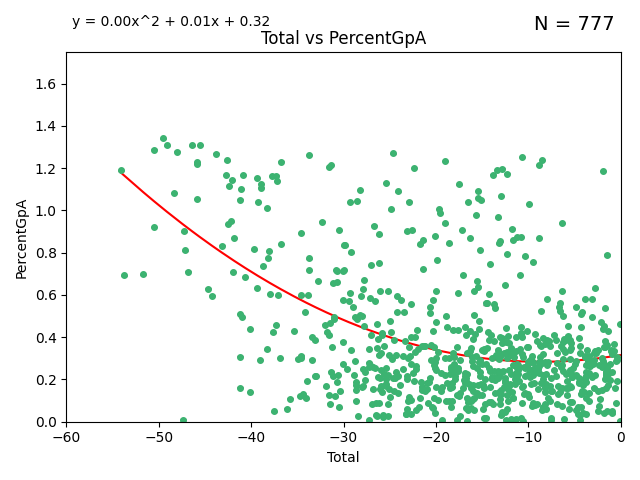 y = 0.00x^2 + 0.01x + 0.32
N = 777
Total vs PercentGpA
PercentGpA
1.6
1.4
1.2
1.0
0.8
0.6
0.4
0.2
0.0
−60 −50 −40 −30 −20 −10 0
Total